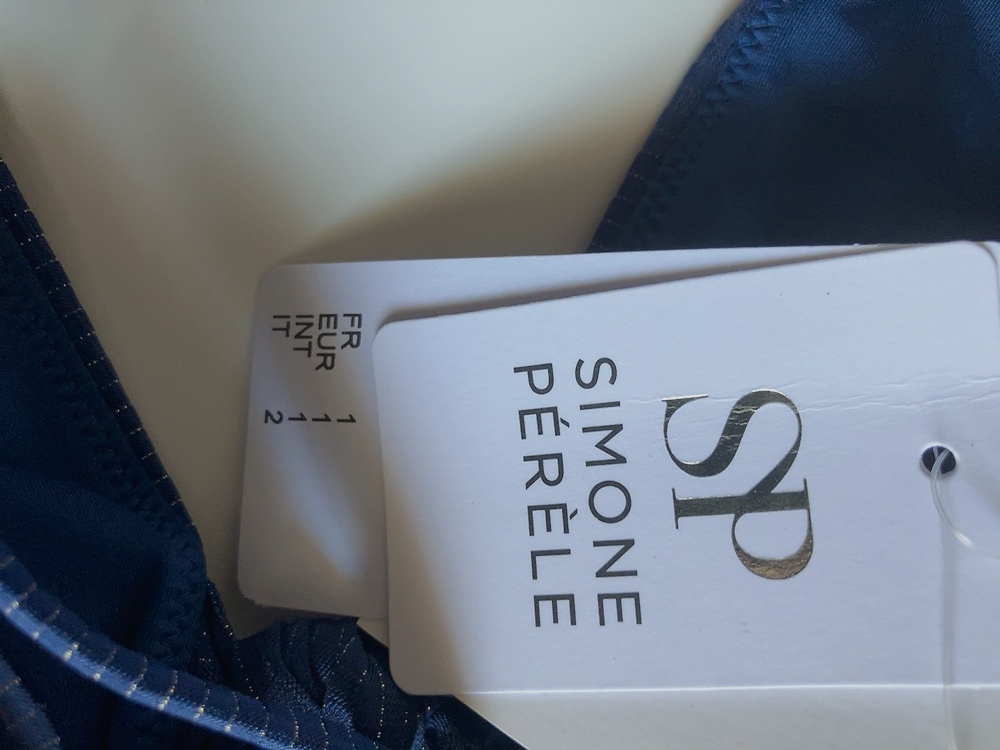 SP
SIMONE
PÉRÈLE
FR 1
EUR 1
INT 1
IT 2